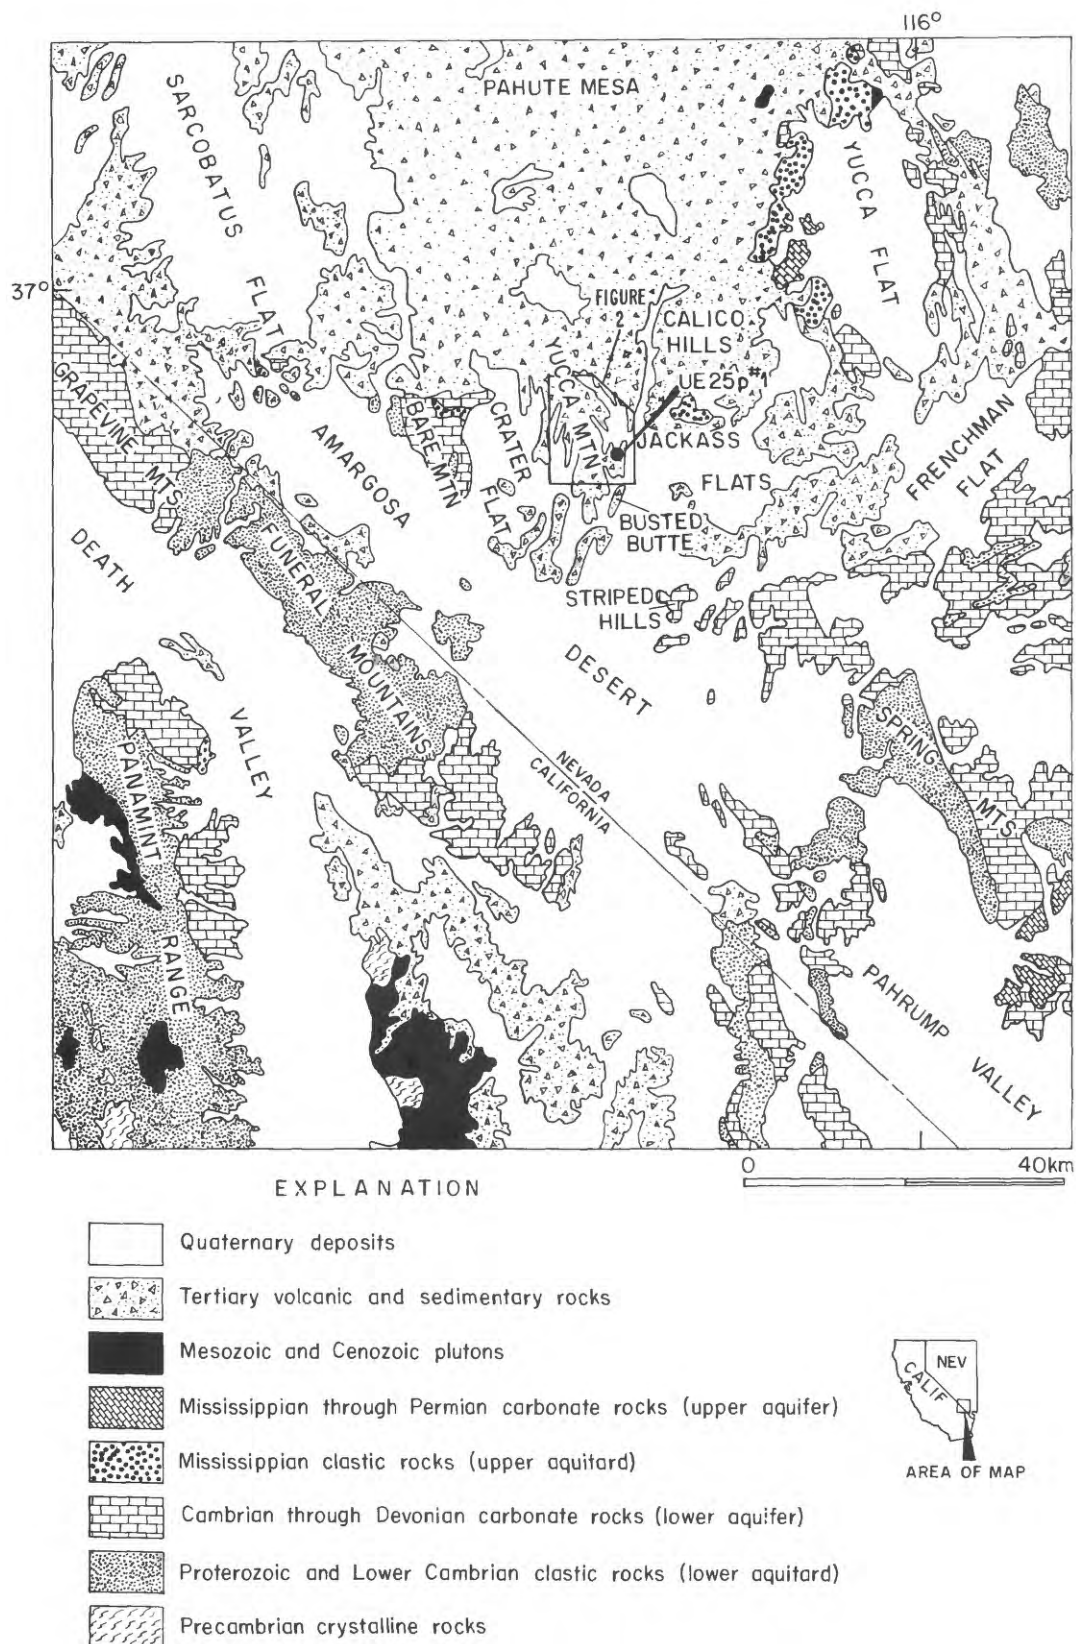 116°
PAHUTE MESA
SARCOBATUS
FLAT
YUCCA
FLAT
37°
FIGURE
2
CALICO
HILLS
YUCCA MTN
UE25p#1
GRAPEVINE MTS
BARE MTN
CRATER
FLAT
AMARGOSA
JACKASS
FLATS
FRENCHMAN
FLAT
BUSTED
BUTTE
DEATH
FUNERAL
STRIPED
HILLS
MOUNTAINS
DESERT
VALLEY
SPRING
MTS
PANAMINT
RANGE
NEVADA
CALIFORNIA
PAHRUMP
VALLEY
0 40km
EXPLANATION
Quaternary deposits
Tertiary volcanic and sedimentary rocks
Mesozoic and Cenozoic plutons
Mississippian through Permian carbonate rocks (upper aquifer)
Mississippian clastic rocks (upper aquitard)
Cambrian through Devonian carbonate rocks (lower aquifer)
Proterozoic and Lower Cambrian clastic rocks (lower aquitard)
Precambrian crystalline rocks
NEV
CALIF
AREA OF MAP